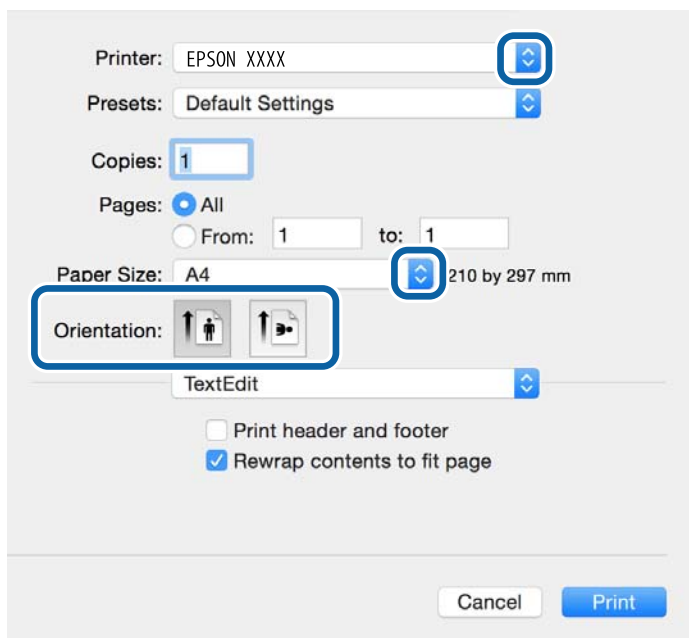 Printer: EPSON XXXX
Presets: Default Settings
Copies: 1
Pages: All
From: 1 to: 1
Paper Size: A4 210 by 297 mm
Orientation:
TextEdit
Print header and footer
Rewrap contents to fit page
Cancel Print